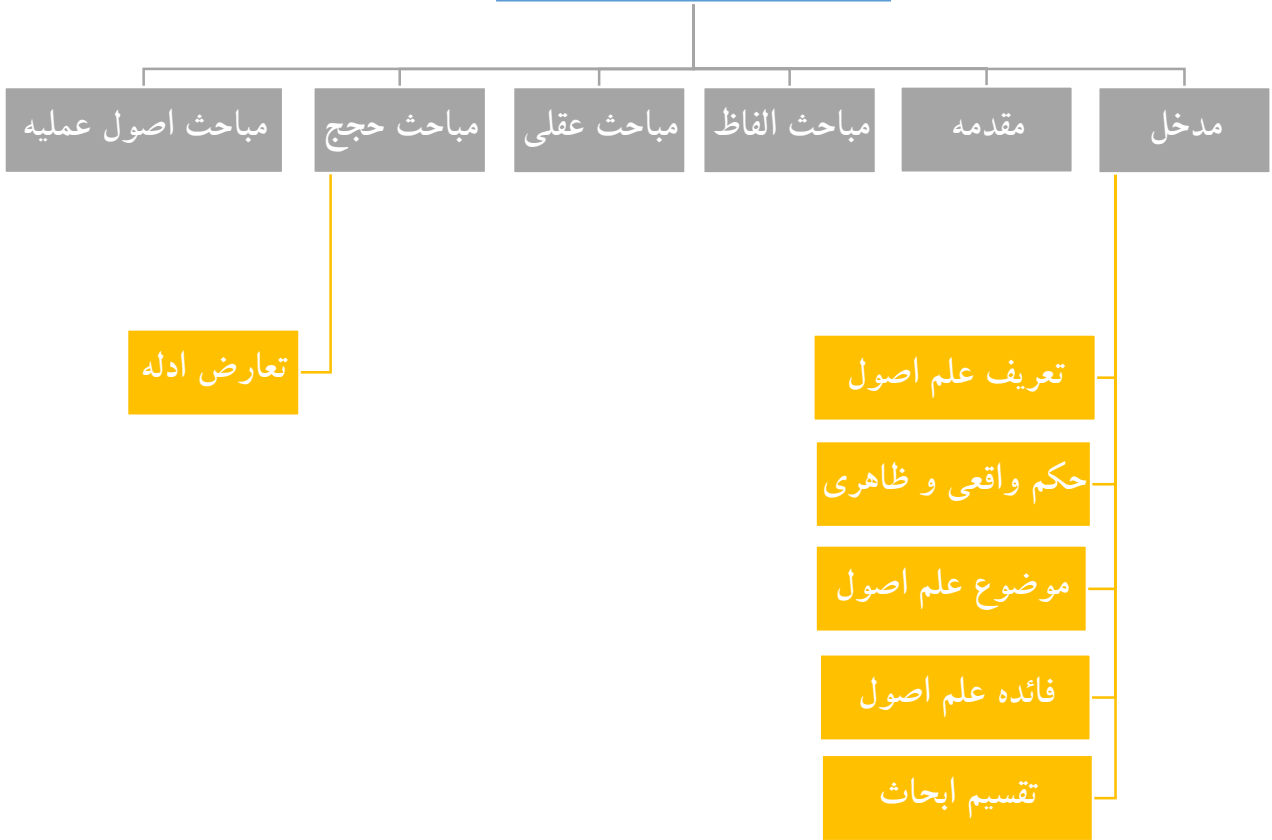 مدخل
مقدمه
مباحث الفاظ
مباحث عقلی
مباحث حجج
مباحث اصول عملیه
تعریف علم اصول
حکم واقعی و ظاهری
موضوع علم اصول
فائده علم اصول
تقسیم ابحاث
تعارض ادله